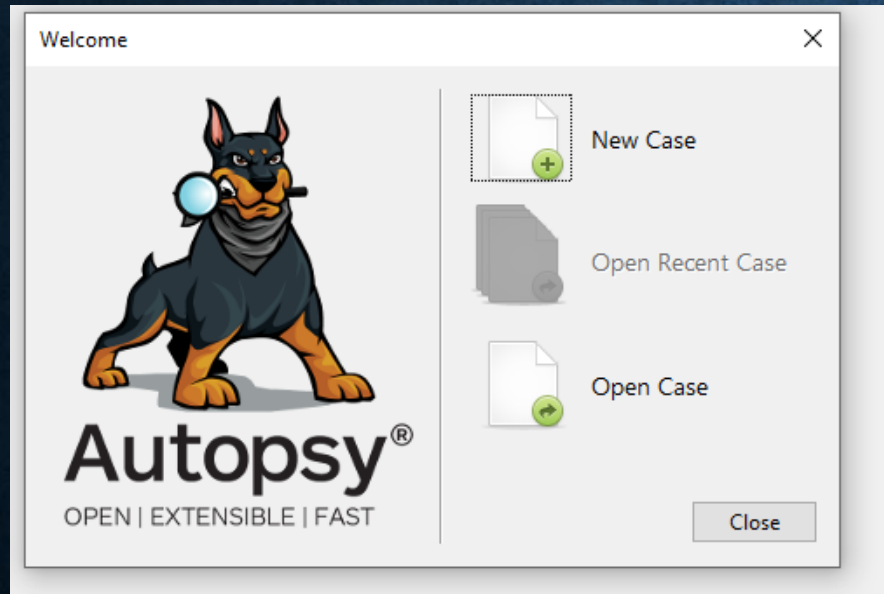 Welcome
New Case
Open Recent Case
Open Case
Autopsy®
OPEN | EXTENSIBLE | FAST
Close